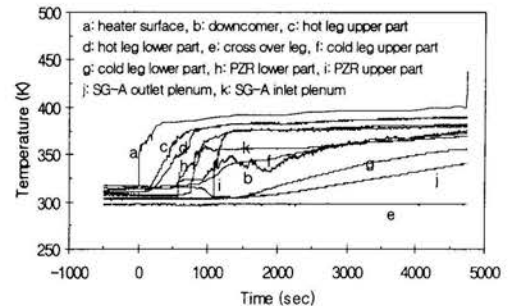 500
450
400
350
300
250
Temperature (K)
a: heater surface, b: downcomer, c: hot leg upper part
d: hot leg lower part, e: cross over leg, f: cold leg upper part
g: cold leg lower part, h: PZR lower part, i: PZR upper part
j: SG-A outlet plenum, k: SG-A inlet plenum
a
c
d
h
k
i
b
f
g
j
e
-1000 0 1000 2000 3000 4000 5000
Time (sec)